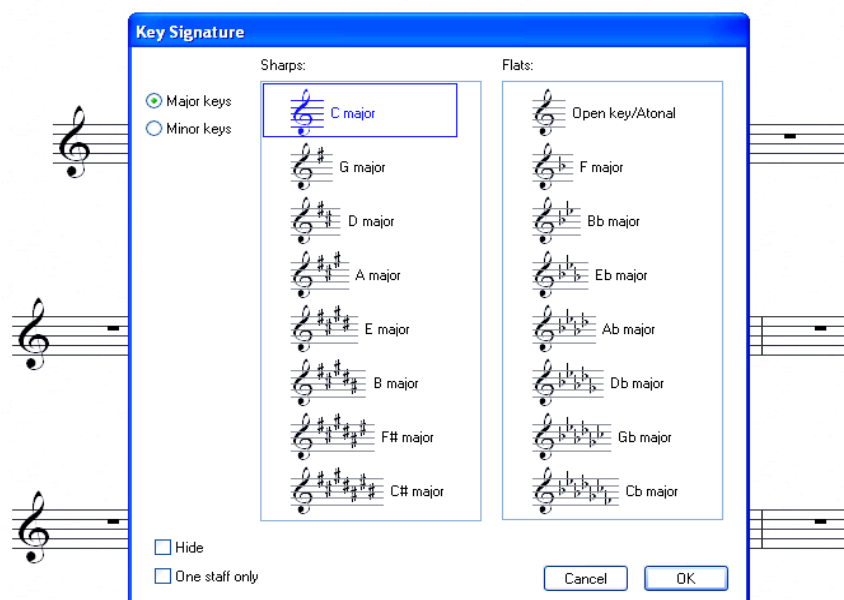 Key Signature
Sharps:
Flats:
Major keys
Minor keys
C major
G major
D major
A major
E major
B major
F# major
C# major
Open key/Atonal
F major
Bb major
Eb major
Ab major
Db major
Gb major
Cb major
Hide
One staff only
Cancel
OK